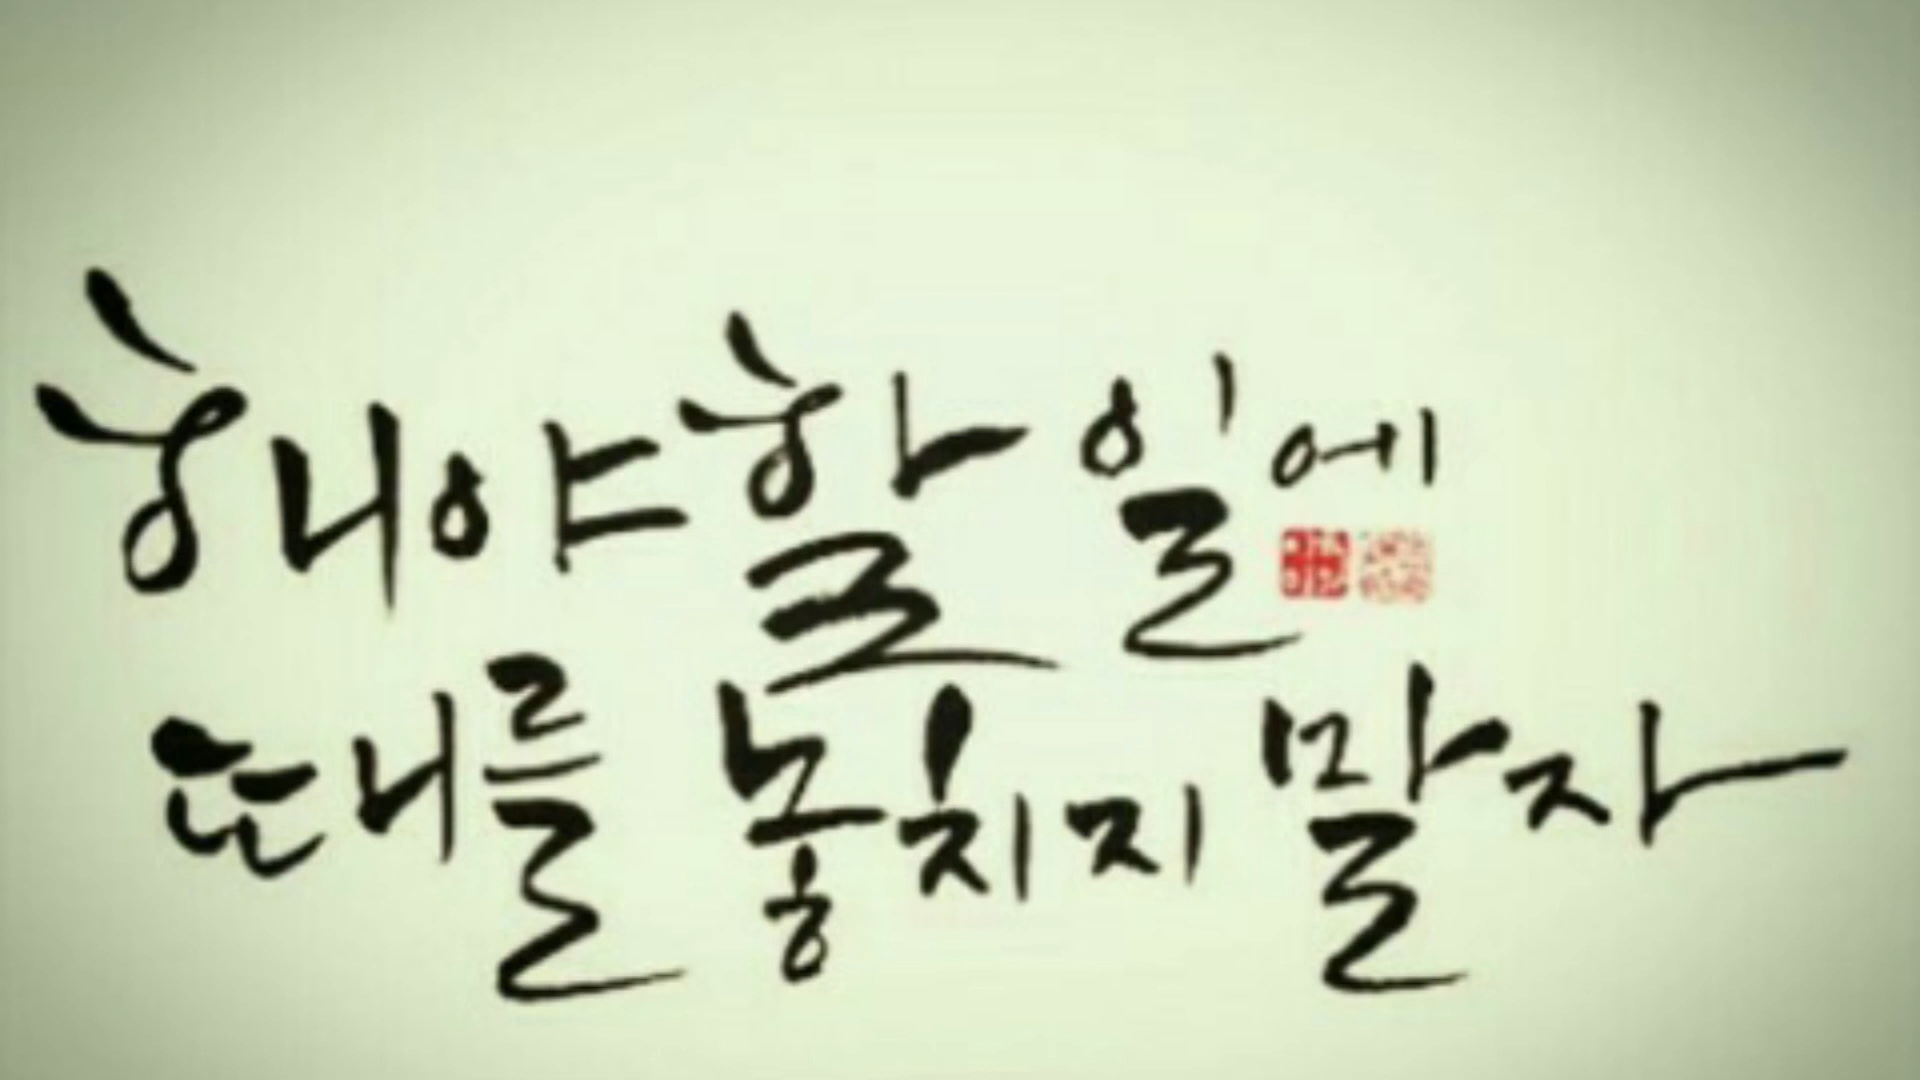 해야할 일에
때를 놓치지 말자